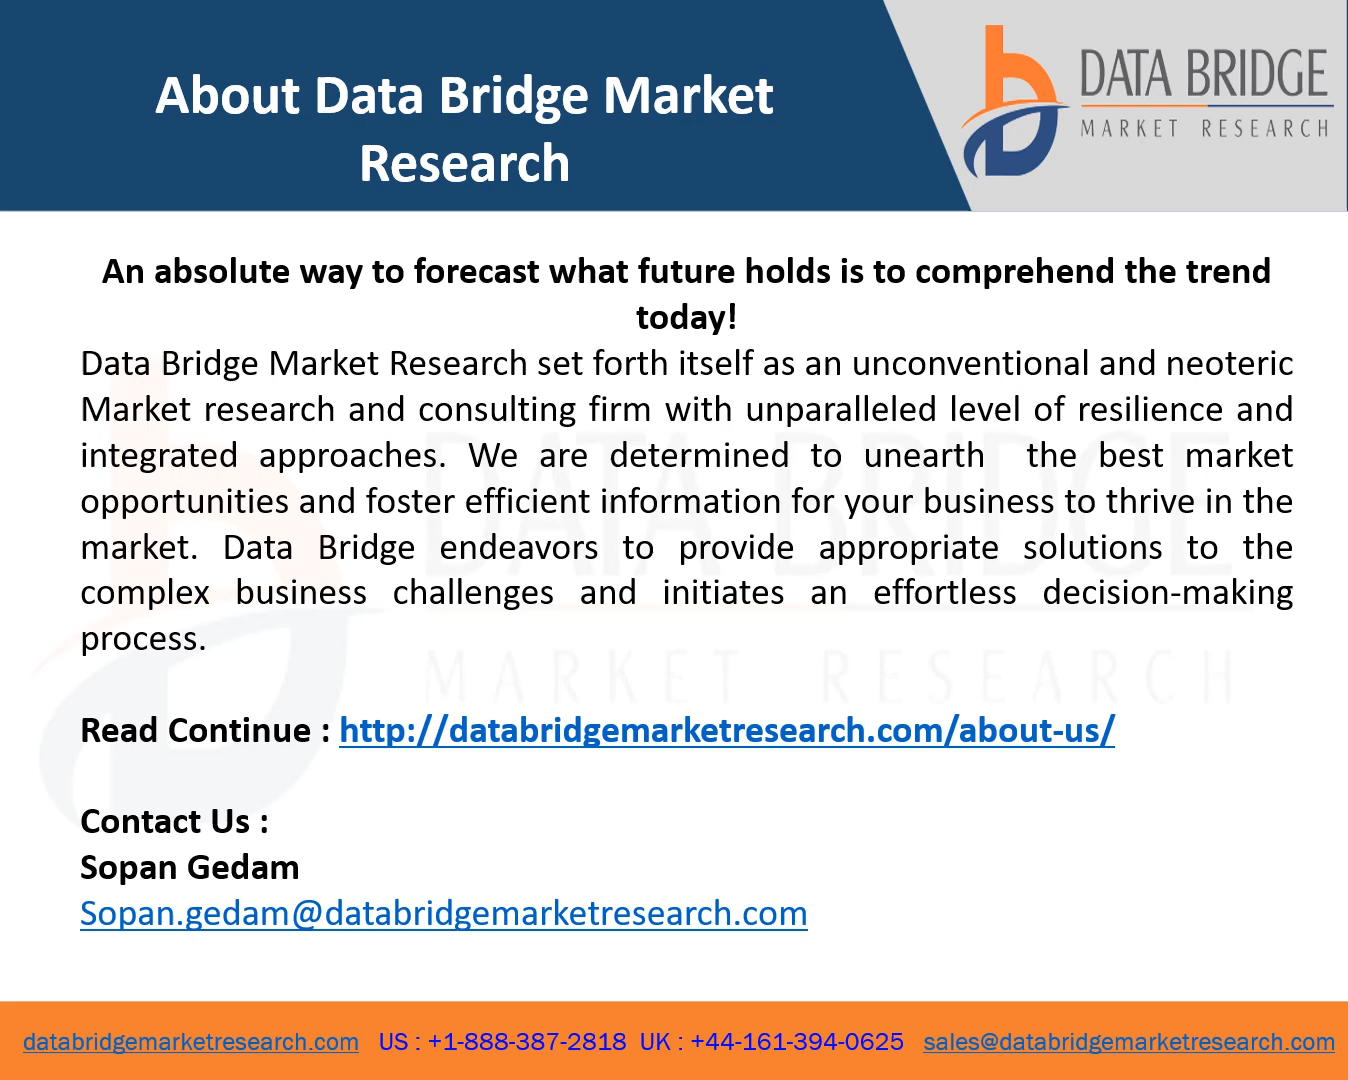 About Data Bridge Market
Research
DATA BRIDGE
MARKET RESEARCH
An absolute way to forecast what future holds is to comprehend the trend
today!
Data Bridge Market Research set forth itself as an unconventional and neoteric
Market research and consulting firm with unparalleled level of resilience and
integrated approaches. We are determined to unearth the best market
opportunities and foster efficient information for your business to thrive in the
market. Data Bridge endeavors to provide appropriate solutions to the
complex business challenges and initiates an effortless decision-making
process.
DATA BRIDGE
MARKET RESEARCH
Read Continue : http://databridgemarketresearch.com/about-us/
Contact Us :
Sopan Gedam
Sopan.gedam@databridgemarketresearch.com
databridgemarketresearch.com US : +1-888-387-2818 UK : +44-161-394-0625 sales@databridgemarketresearch.com